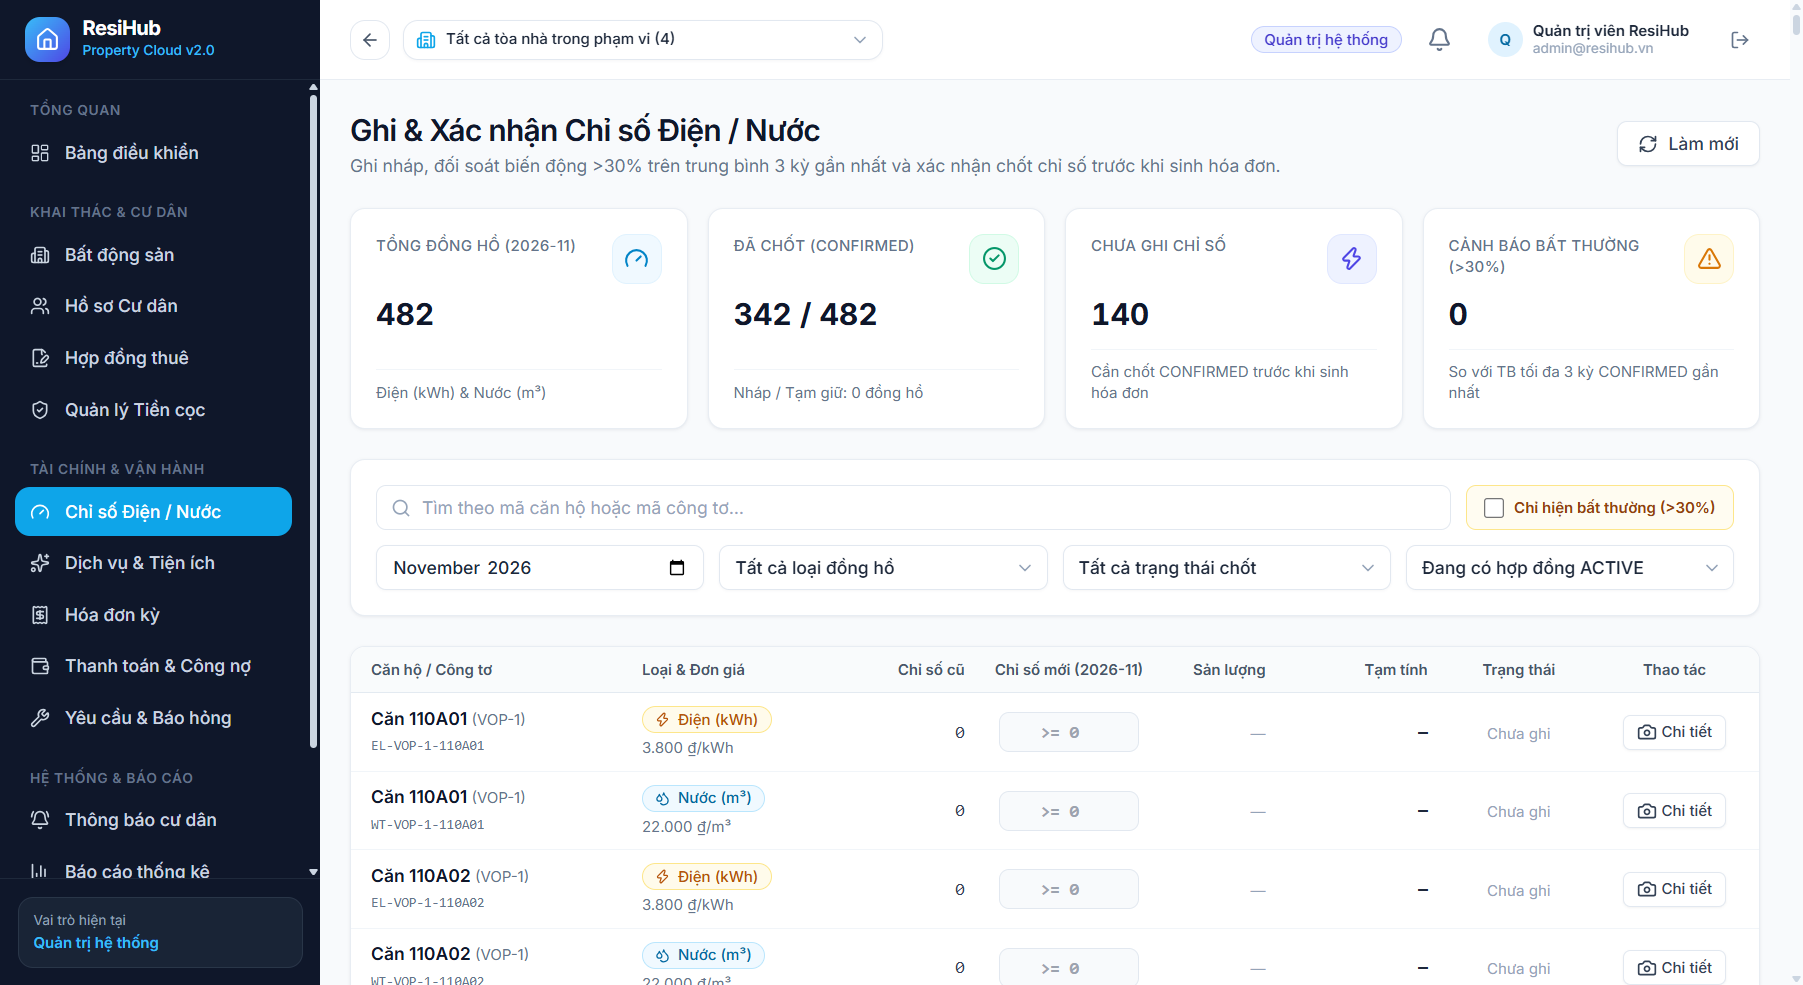 ResiHub
Property Cloud v2.0
TỔNG QUAN
Bảng điều khiển
KHAI THÁC & CƯ DÂN
Bất động sản
Hồ sơ Cư dân
Hợp đồng thuê
Quản lý Tiền cọc
TÀI CHÍNH & VẬN HÀNH
Chỉ số Điện / Nước
Dịch vụ & Tiện ích
Hóa đơn kỳ
Thanh toán & Công nợ
Yêu cầu & Báo hỏng
HỆ THỐNG & BÁO CÁO
Thông báo cư dân
Báo cáo thống kê
Vai trò hiện tại
Quản trị hệ thống
Tất cả tòa nhà trong phạm vi (4)
Quản trị hệ thống
Q
Quản trị viên ResiHub
admin@resihub.vn
Ghi & Xác nhận Chỉ số Điện / Nước
Ghi nháp, đối soát biến động >30% trên trung bình 3 kỳ gần nhất và xác nhận chốt chỉ số trước khi sinh hóa đơn.
Làm mới
TỔNG ĐỒNG HỒ (2026-11)
482
Điện (kWh) & Nước (m³)
ĐÃ CHỐT (CONFIRMED)
342 / 482
Nháp / Tạm giữ: 0 đồng hồ
CHƯA GHI CHỈ SỐ
140
Cần chốt CONFIRMED trước khi sinh
hóa đơn
CẢNH BÁO BẤT THƯỜNG
(>30%)
0
So với TB tối đa 3 kỳ CONFIRMED gần
nhất
Tìm theo mã căn hộ hoặc mã công tơ...
Chỉ hiện bất thường (>30%)
November 2026
Tất cả loại đồng hồ
Tất cả trạng thái chốt
Đang có hợp đồng ACTIVE
Căn hộ / Công tơ Loại & Đơn giá Chỉ số cũ Chỉ số mới (2026-11) Sản lượng Tạm tính Trạng thái Thao tác
Căn 110A01 (VOP-1) Điện (kWh)
EL-VOP-1-110A01 3.800 ₫/kWh 0 >= 0 — – Chưa ghi Chi tiết
Căn 110A01 (VOP-1) Nước (m³)
WT-VOP-1-110A01 22.000 ₫/m³ 0 >= 0 — – Chưa ghi Chi tiết
Căn 110A02 (VOP-1) Điện (kWh)
EL-VOP-1-110A02 3.800 ₫/kWh 0 >= 0 — – Chưa ghi Chi tiết
Căn 110A02 (VOP-1) Nước (m³)
WT-VOP-1-110A02 22.000 ₫/m³ 0 >= 0 — – Chưa ghi Chi tiết